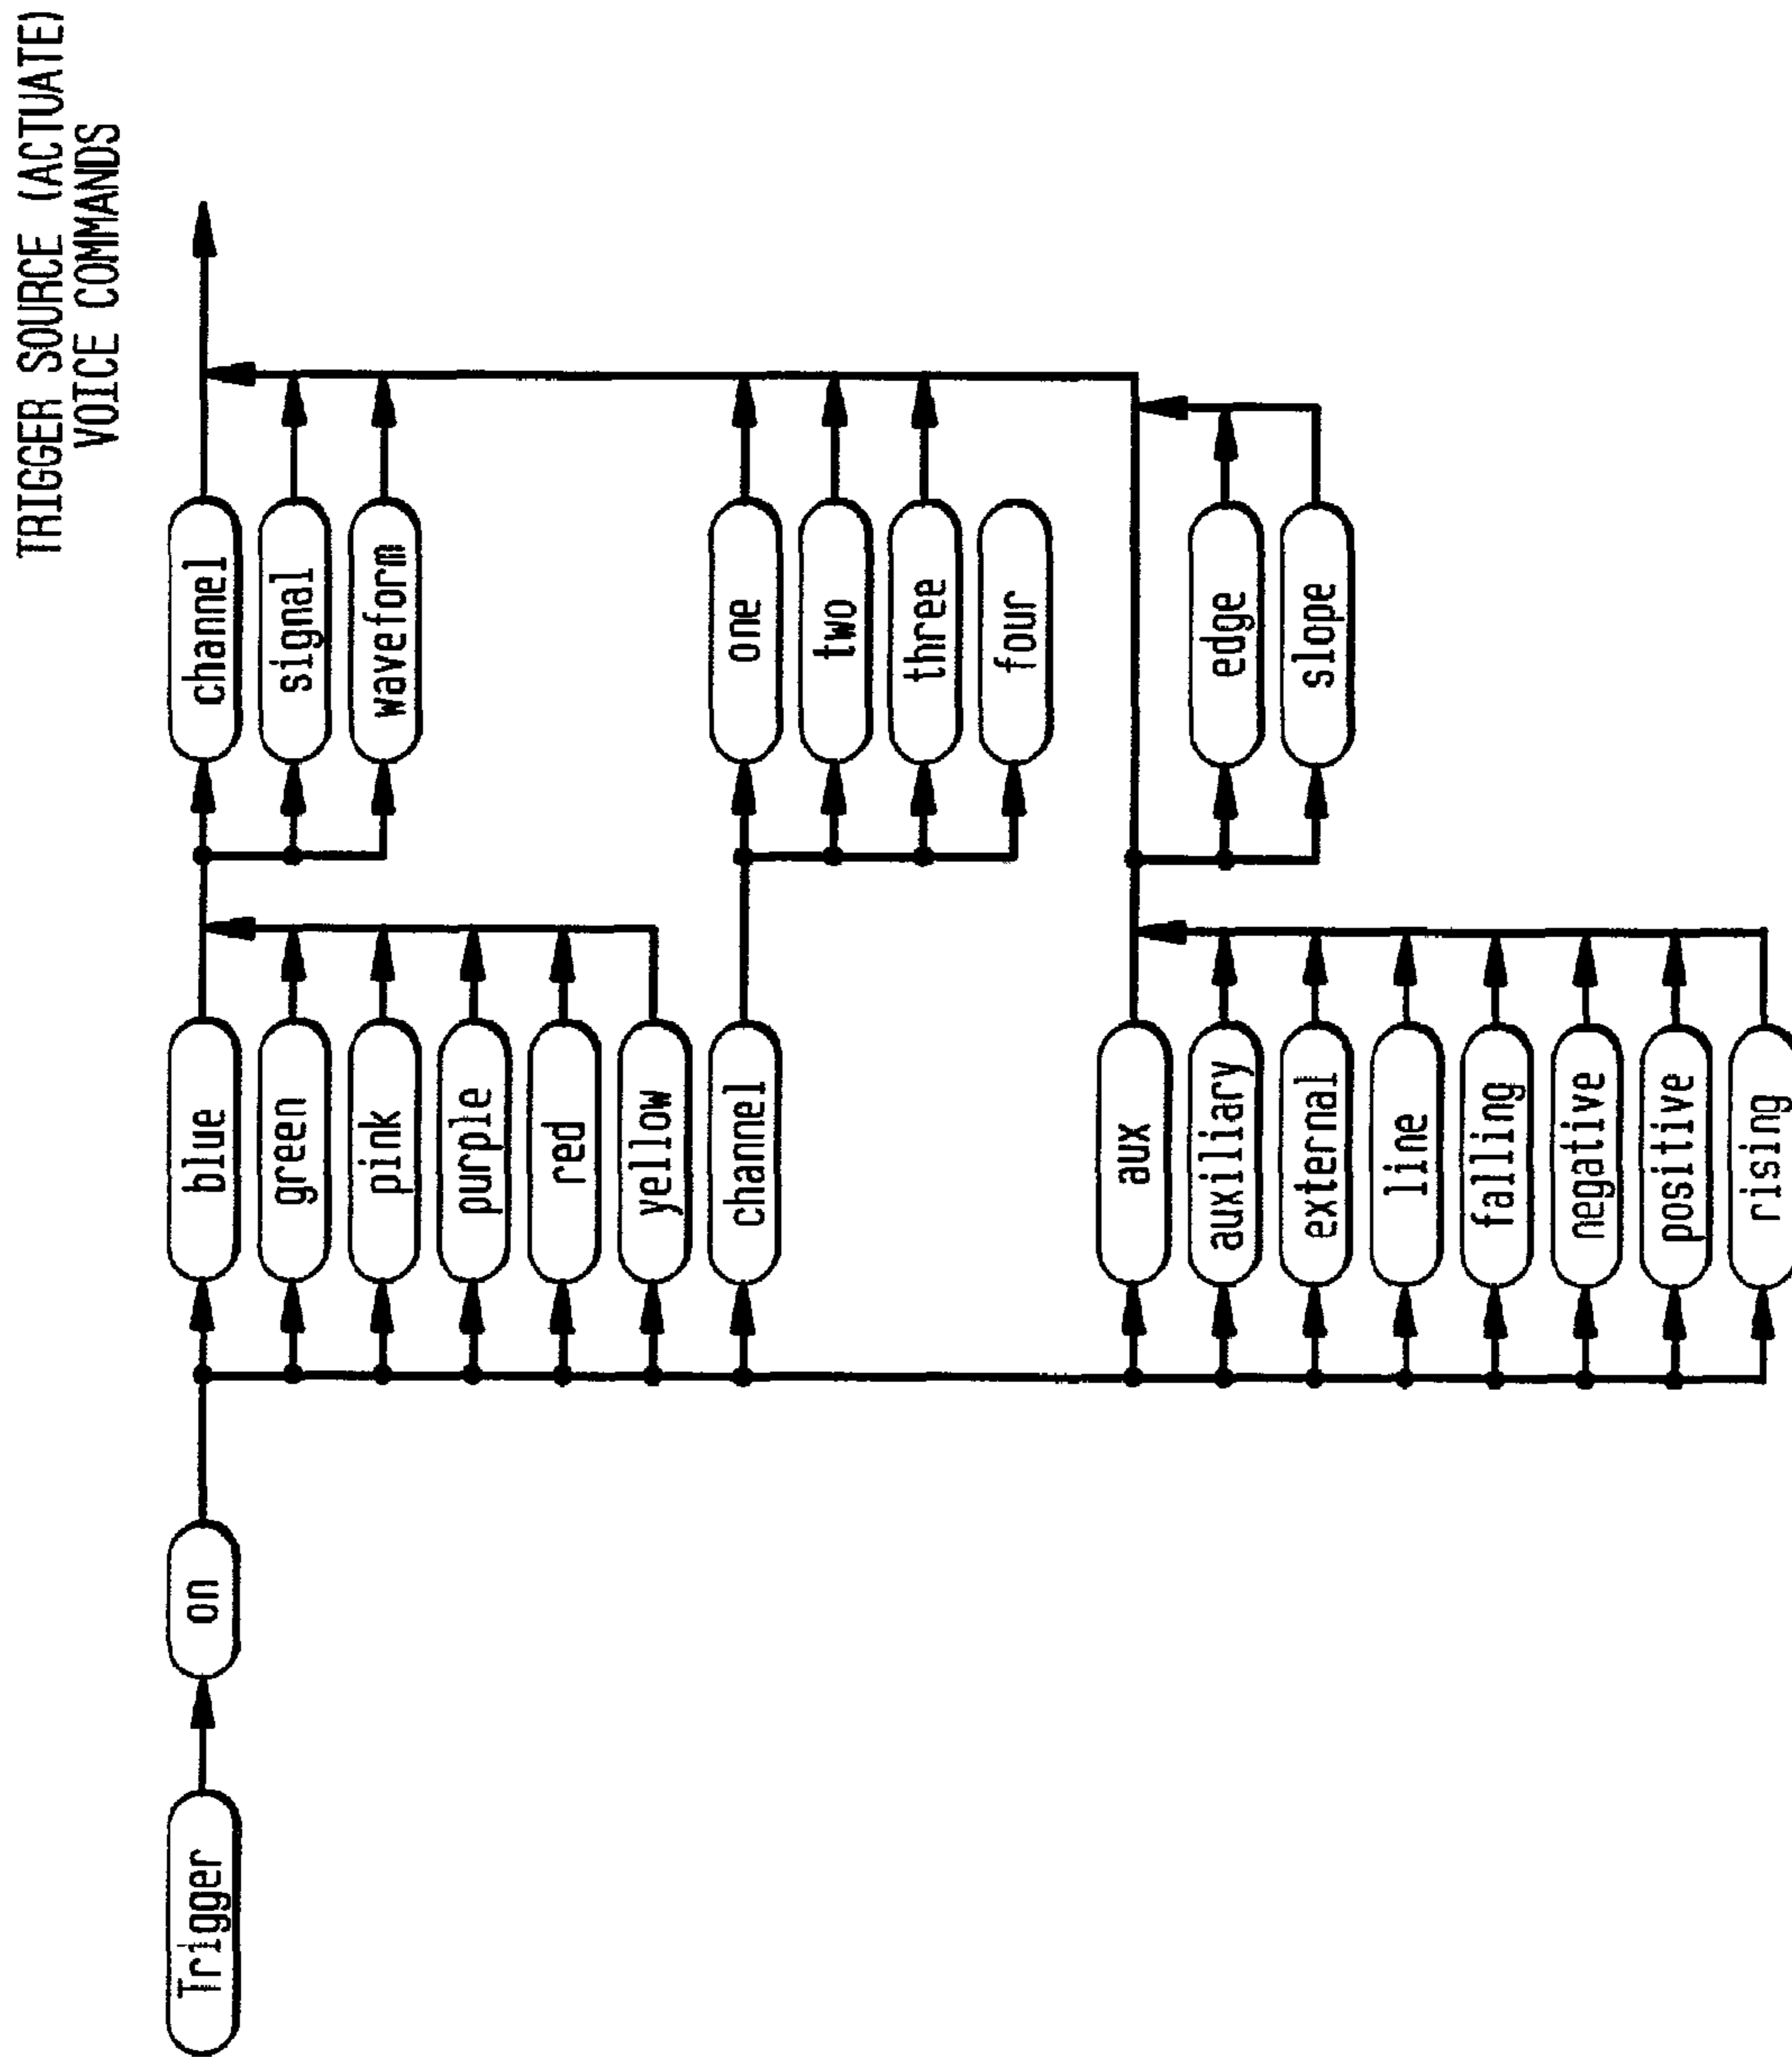 TRIGGER SOURCE (ACTUATE)
VOICE COMMANDS
Trigger
on
blue
green
pink
purple
red
yellow
channel
aux
auxiliary
external
line
falling
negative
positive
rising
channel
signal
waveform
one
two
three
four
edge
slope